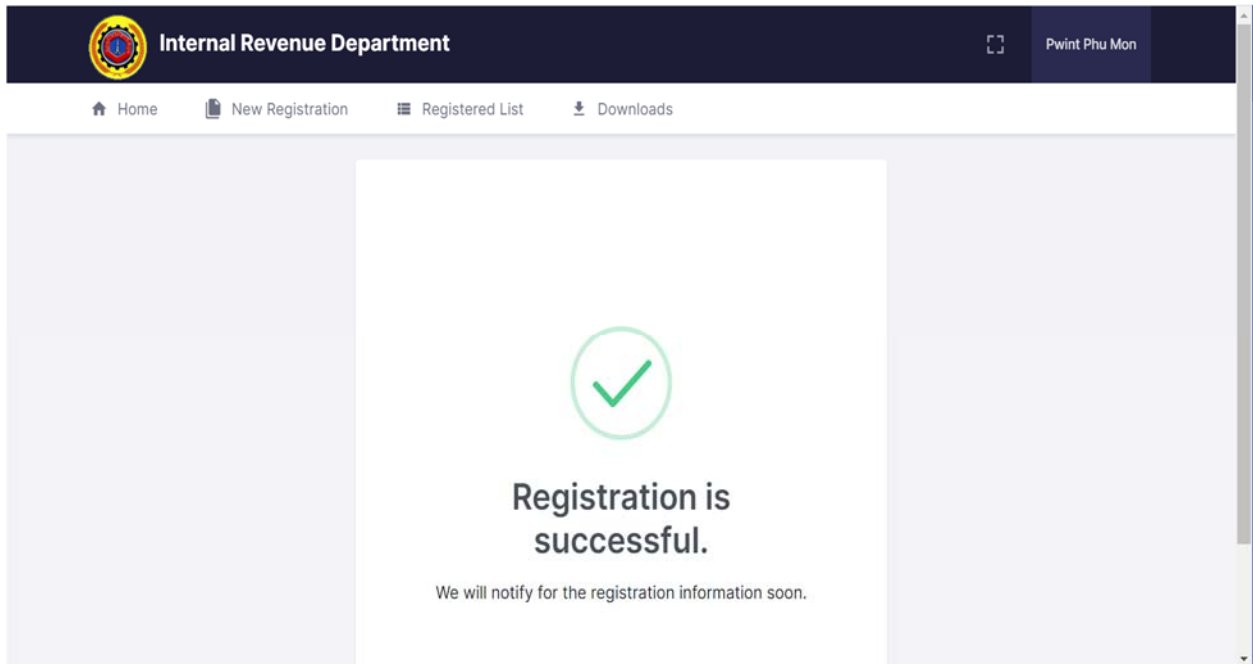 Internal Revenue Department
Pwint Phu Mon
Home New Registration Registered List Downloads
Registration is
successful.
We will notify for the registration information soon.